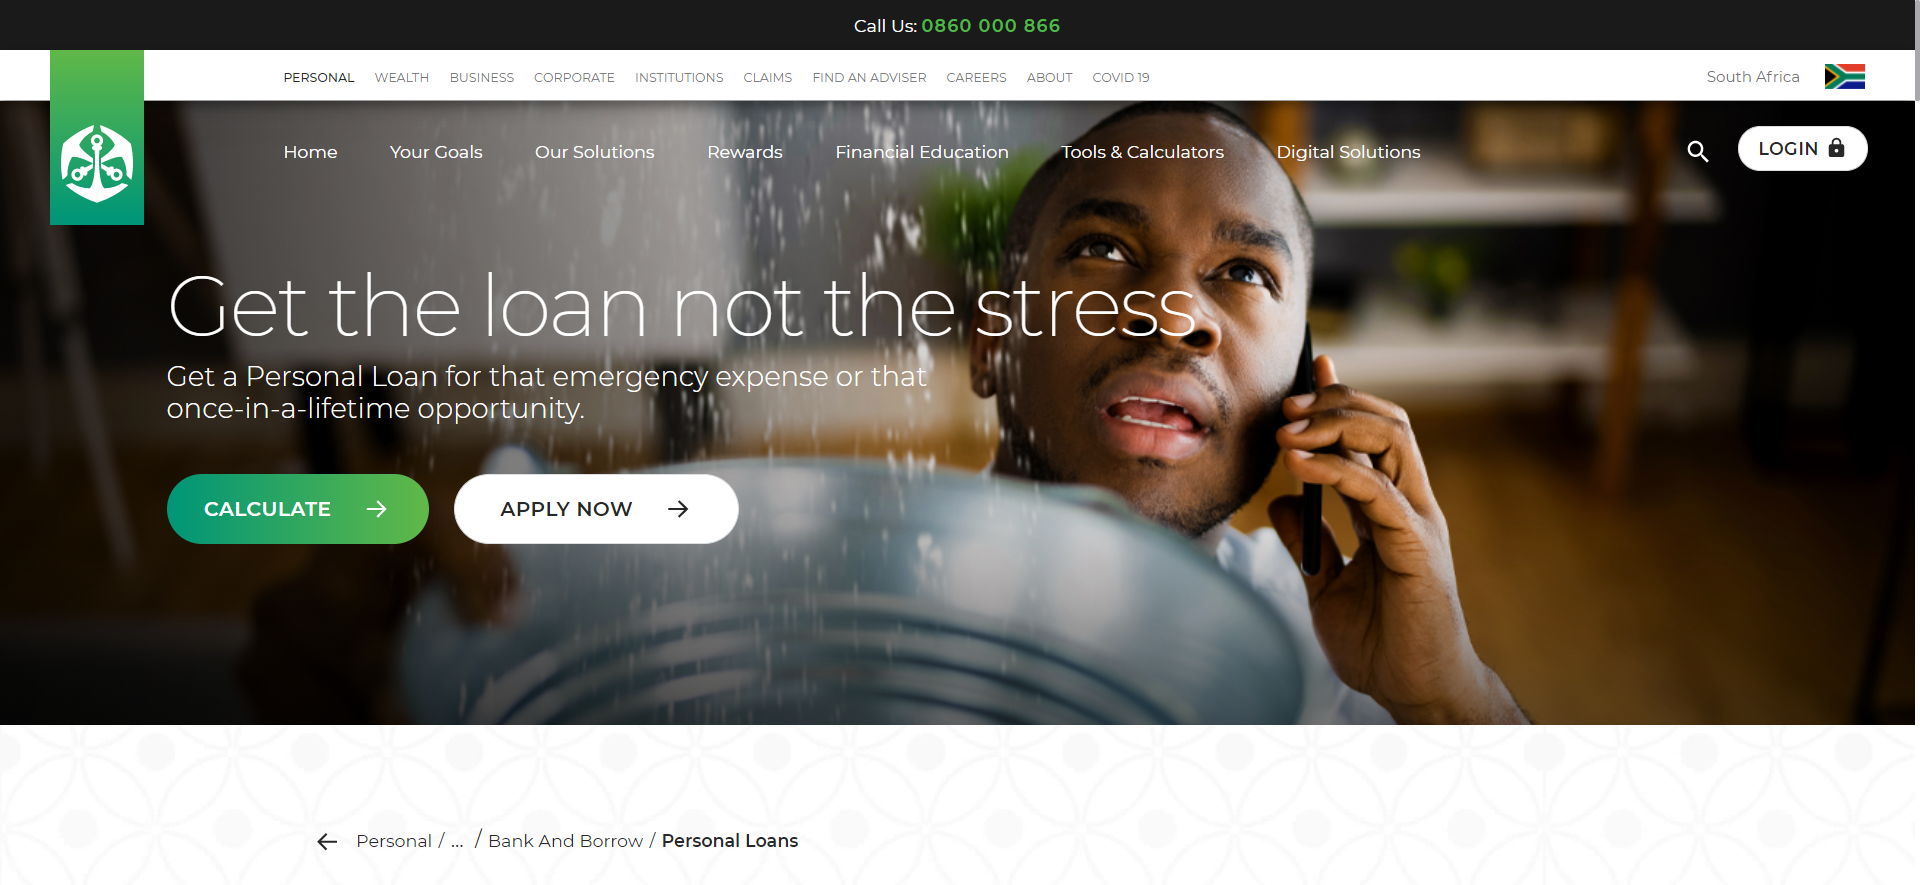 Call Us: 0860 000 866
PERSONAL WEALTH BUSINESS CORPORATE INSTITUTIONS CLAIMS FIND AN ADVISER CAREERS ABOUT COVID 19 South Africa
Home Your Goals Our Solutions Rewards Financial Education Tools & Calculators Digital Solutions LOGIN
Get the loan not the stress
Get a Personal Loan for that emergency expense or that
once-in-a-lifetime opportunity.
CALCULATE APPLY NOW
Personal / ... / Bank And Borrow / Personal Loans